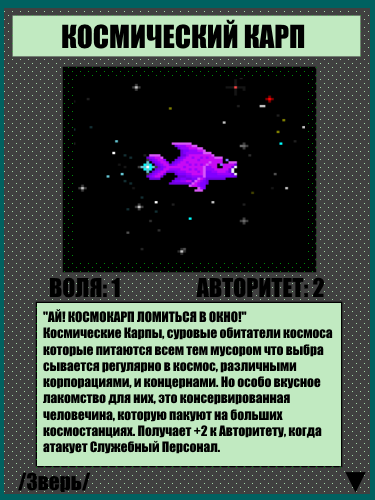 КОСМИЧЕСКИЙ КАРП
ВОЛЯ: 1 АВТОРИТЕТ: 2
"АЙ! КОСМОКАРП ЛОМИТЬСЯ В ОКНО!"
Космические Карпы, суровые обитатели космоса
которые питаются всем тем мусором что выбра
сывается регулярно в космос, различными
корпорациями, и концернами. Но особо вкусное
лакомство для них, это консервированная
человечина, которую пакуют на больших
космостанциях. Получает +2 к Авторитету, когда
атакует Служебный Персонал.
/Зверь/